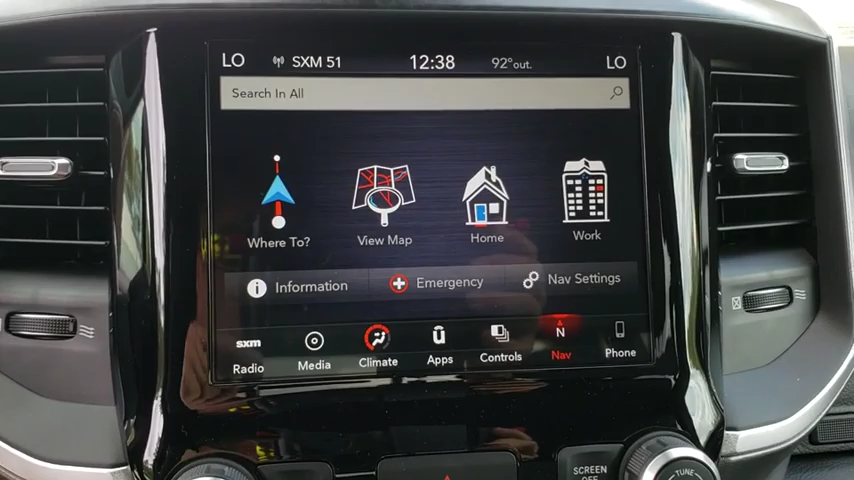 LO SXM 51 12:38 92° out. LO
Search In All
Where To? View Map Home Work
Information Emergency Nav Settings
sxm N
Radio Media Climate Apps Controls Nav Phone
SCREEN OFF TUNE